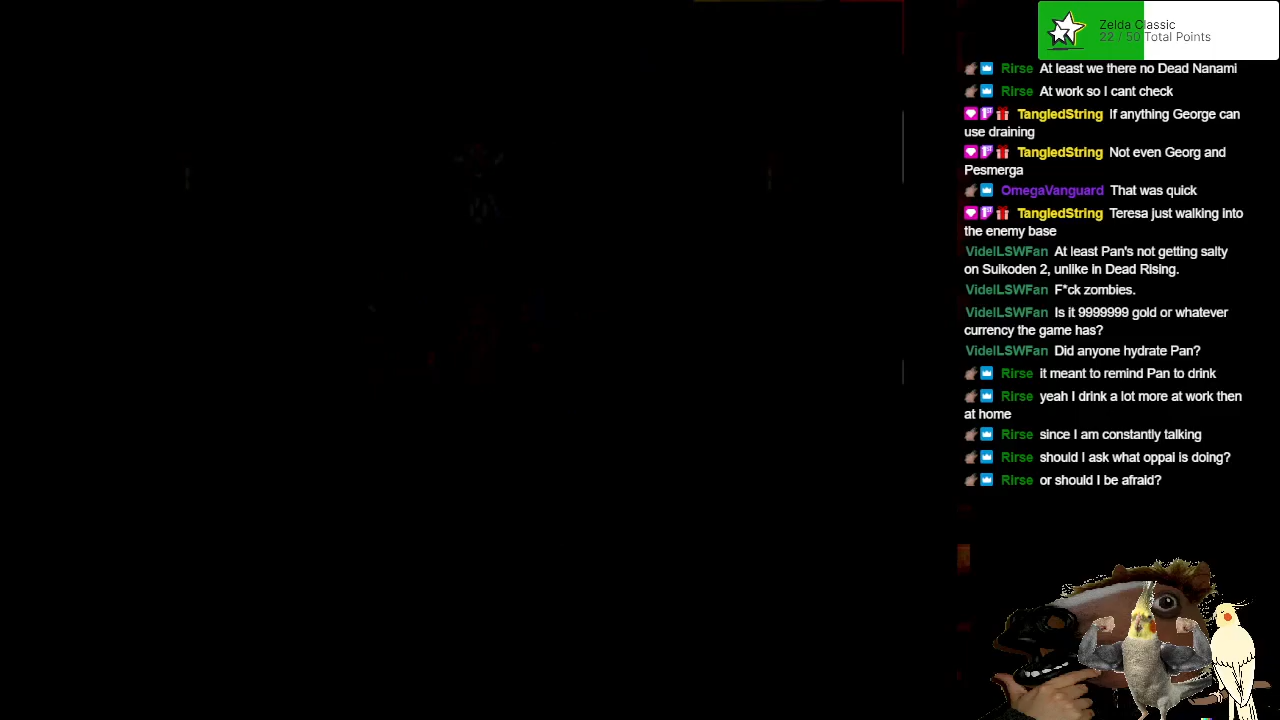 Zelda Classic
22 / 50 Total Points
Rirse At least we there no Dead Nanami
Rirse At work so I cant check
TangledString If anything George can
use draining
TangledString Not even Georg and
Pesmerga
OmegaVanguard That was quick
TangledString Teresa just walking into
the enemy base
VidelLSWFan At least Pan's not getting salty
on Suikoden 2, unlike in Dead Rising.
VidelLSWFan F*ck zombies.
VidelLSWFan Is it 9999999 gold or whatever
currency the game has?
VidelLSWFan Did anyone hydrate Pan?
Rirse it meant to remind Pan to drink
Rirse yeah I drink a lot more at work then
at home
Rirse since I am constantly talking
Rirse should I ask what oppai is doing?
Rirse or should I be afraid?